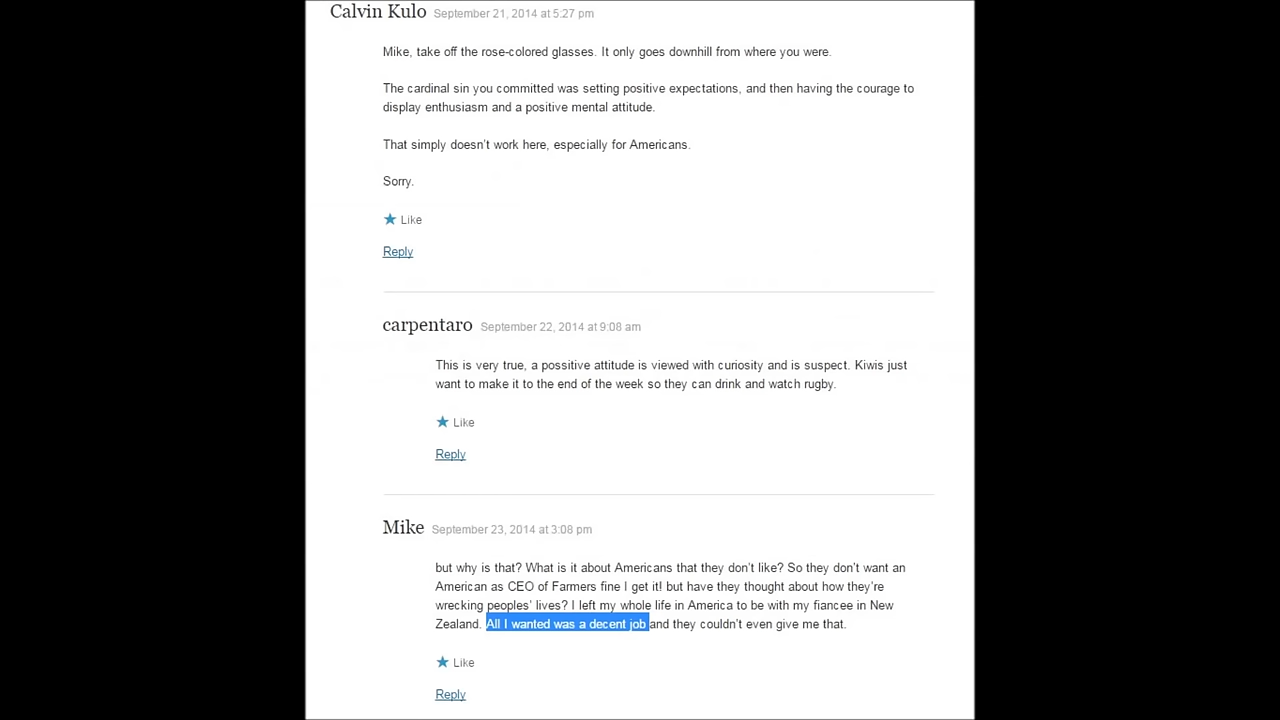 Calvin Kulo September 21, 2014 at 5:27 pm
Mike, take off the rose-colored glasses. It only goes downhill from where you were.
The cardinal sin you committed was setting positive expectations, and then having the courage to
display enthusiasm and a positive mental attitude.
That simply doesn't work here, especially for Americans.
Sorry.
Like
Reply
carpentaro September 22, 2014 at 9:08 am
This is very true, a possitive attitude is viewed with curiosity and is suspect. Kiwis just
want to make it to the end of the week so they can drink and watch rugby.
Like
Reply
Mike September 23, 2014 at 3:08 pm
but why is that? What is it about Americans that they don't like? So they don't want an
American as CEO of Farmers fine I get it! but have they thought about how they're
wrecking peoples' lives? I left my whole life in America to be with my fiancee in New
Zealand. All I wanted was a decent job and they couldn't even give me that.
Like
Reply